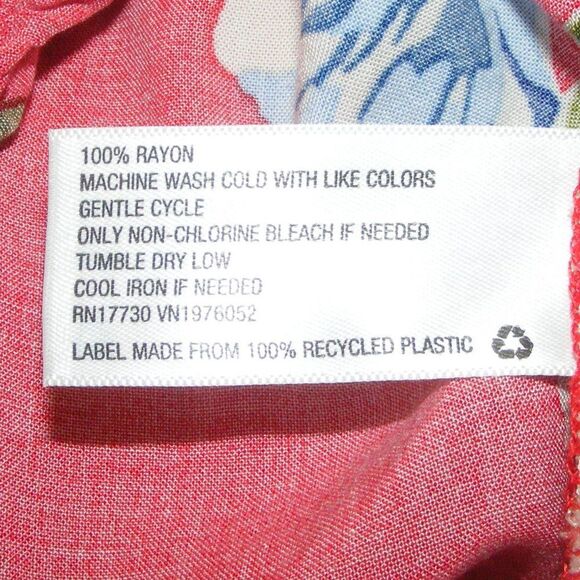 100% RAYON
MACHINE WASH COLD WITH LIKE COLORS
GENTLE CYCLE
ONLY NON-CHLORINE BLEACH IF NEEDED
TUMBLE DRY LOW
COOL IRON IF NEEDED
RN17730 VN1976052
LABEL MADE FROM 100% RECYCLED PLASTIC